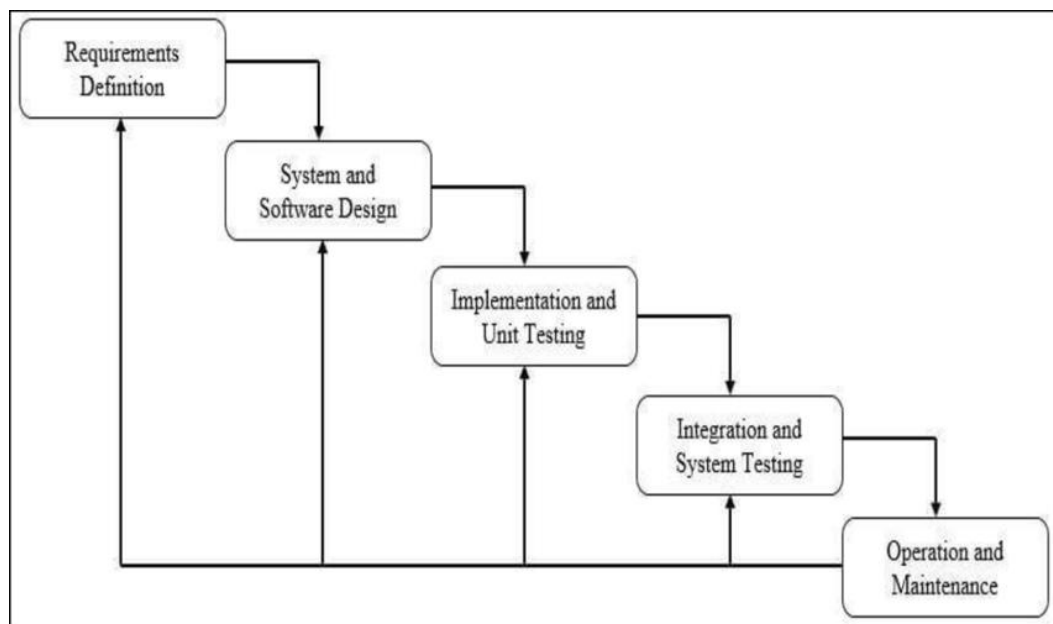 Requirements
Definition
System and
Software Design
Implementation and
Unit Testing
Integration and
System Testing
Operation and
Maintenance